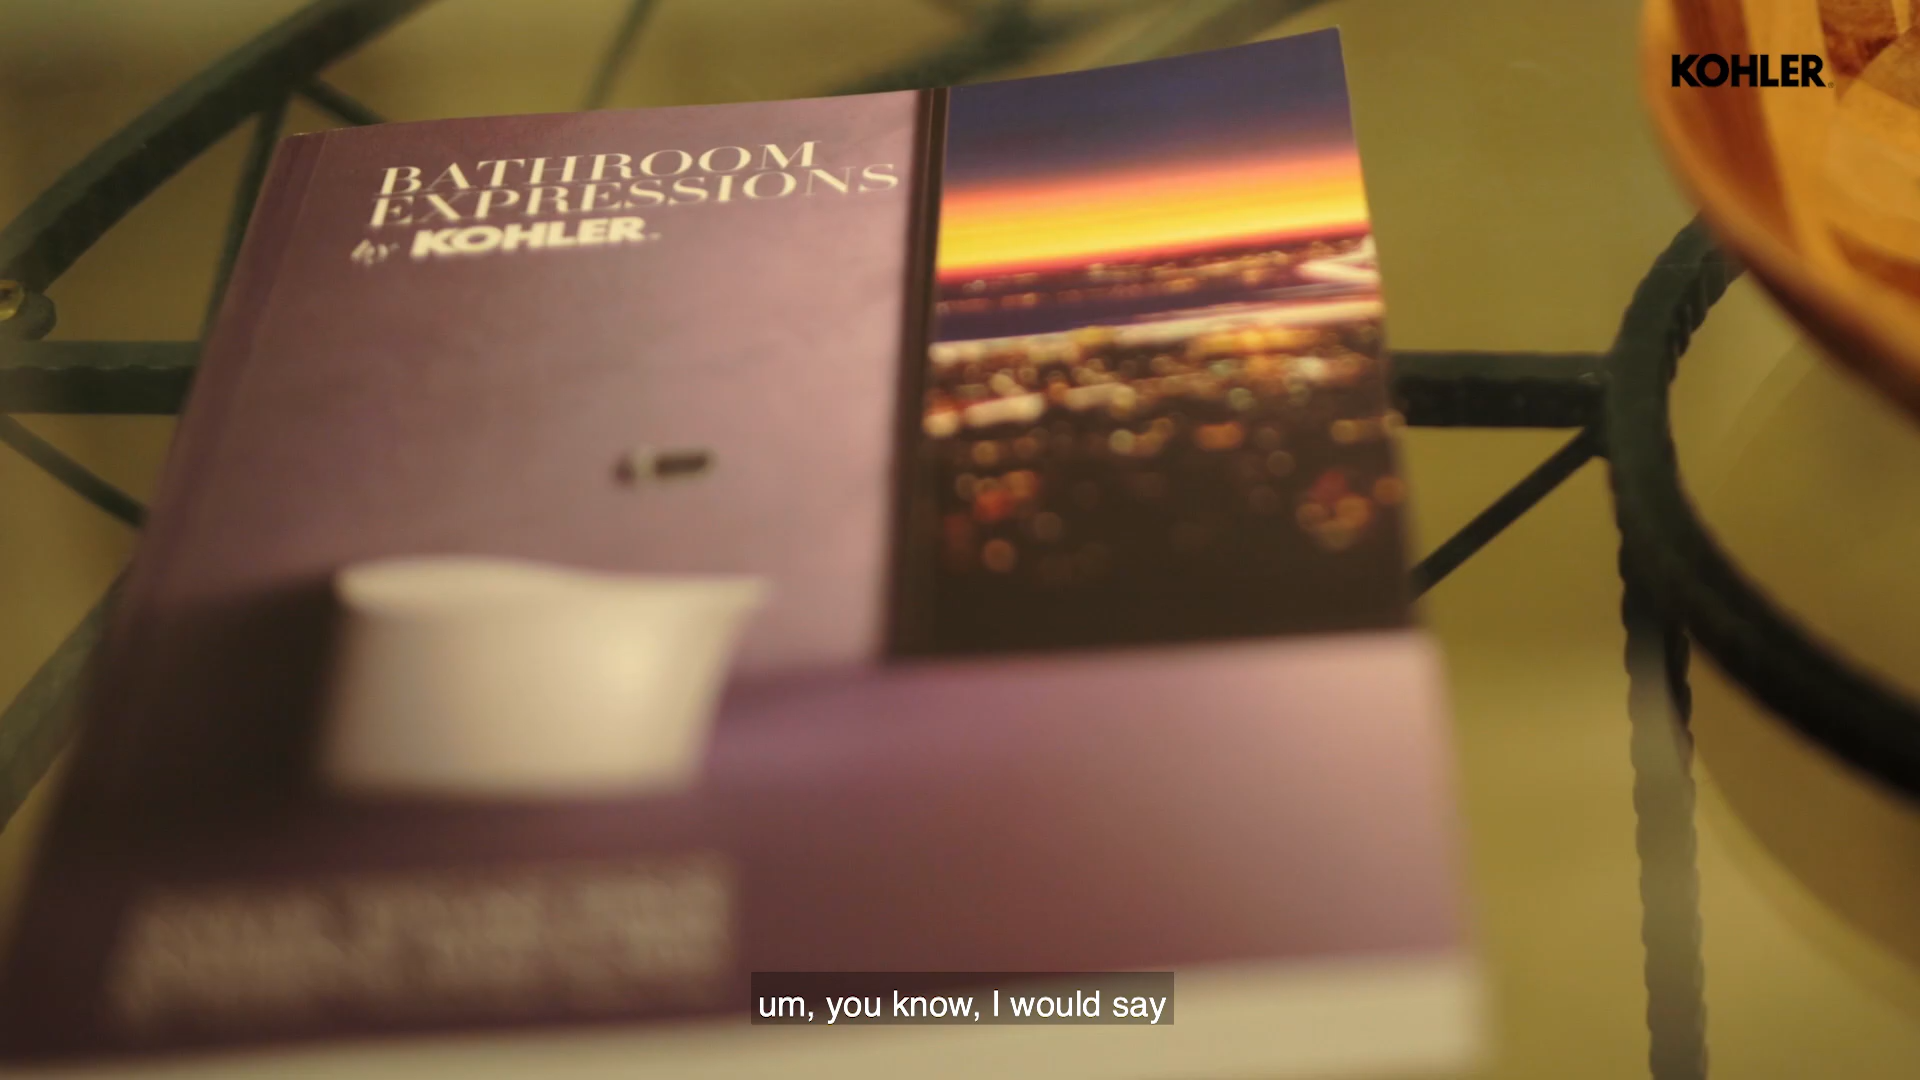 KOHLER
BATHROOM
EXPRESSIONS
by KOHLER
um, you know, I would say